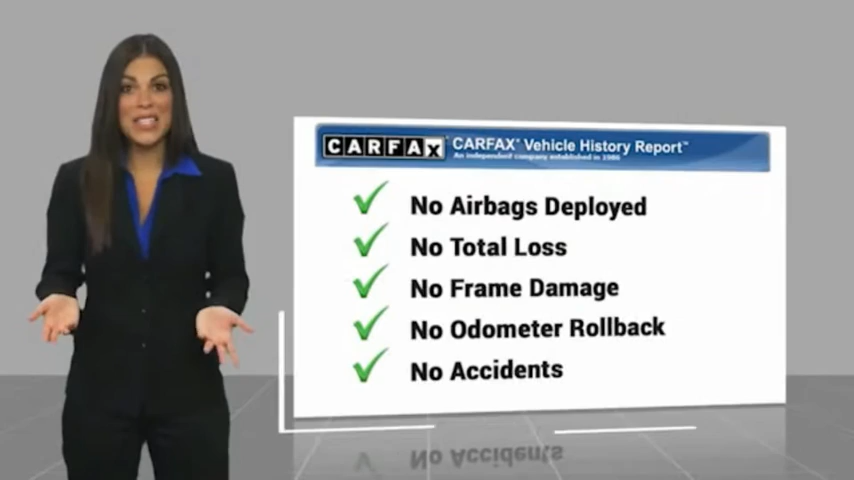 CARFAX CARFAX® Vehicle History Report™
An independent company established in 1986
No Airbags Deployed
No Total Loss
No Frame Damage
No Odometer Rollback
No Accidents
No Accidents